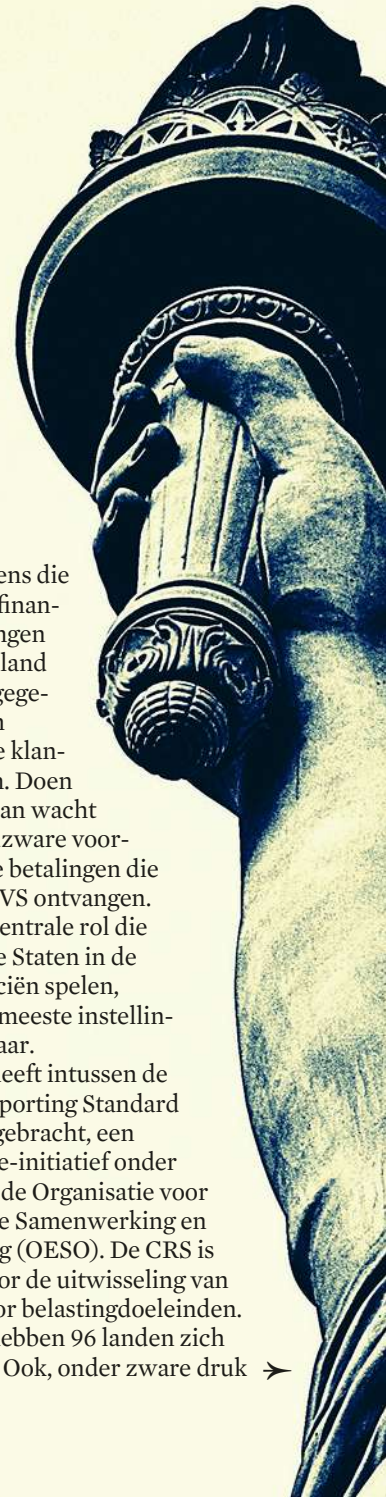 ens die
finan-
ngen
land
gege-
n
e klan-
n. Doen
an wacht
zware voor-
e betalingen die
VS ontvangen.
entrale rol die
e Staten in de
ciën spelen,
meeste instellin-
aar.
eeft intussen de
porting Standard
gebracht, een
e-initiatief onder
de Organisatie voor
e Samenwerking en
g (OESO). De CRS is
or de uitwisseling van
or belastingdoeleinden.
ebben 96 landen zich
Ook, onder zware druk